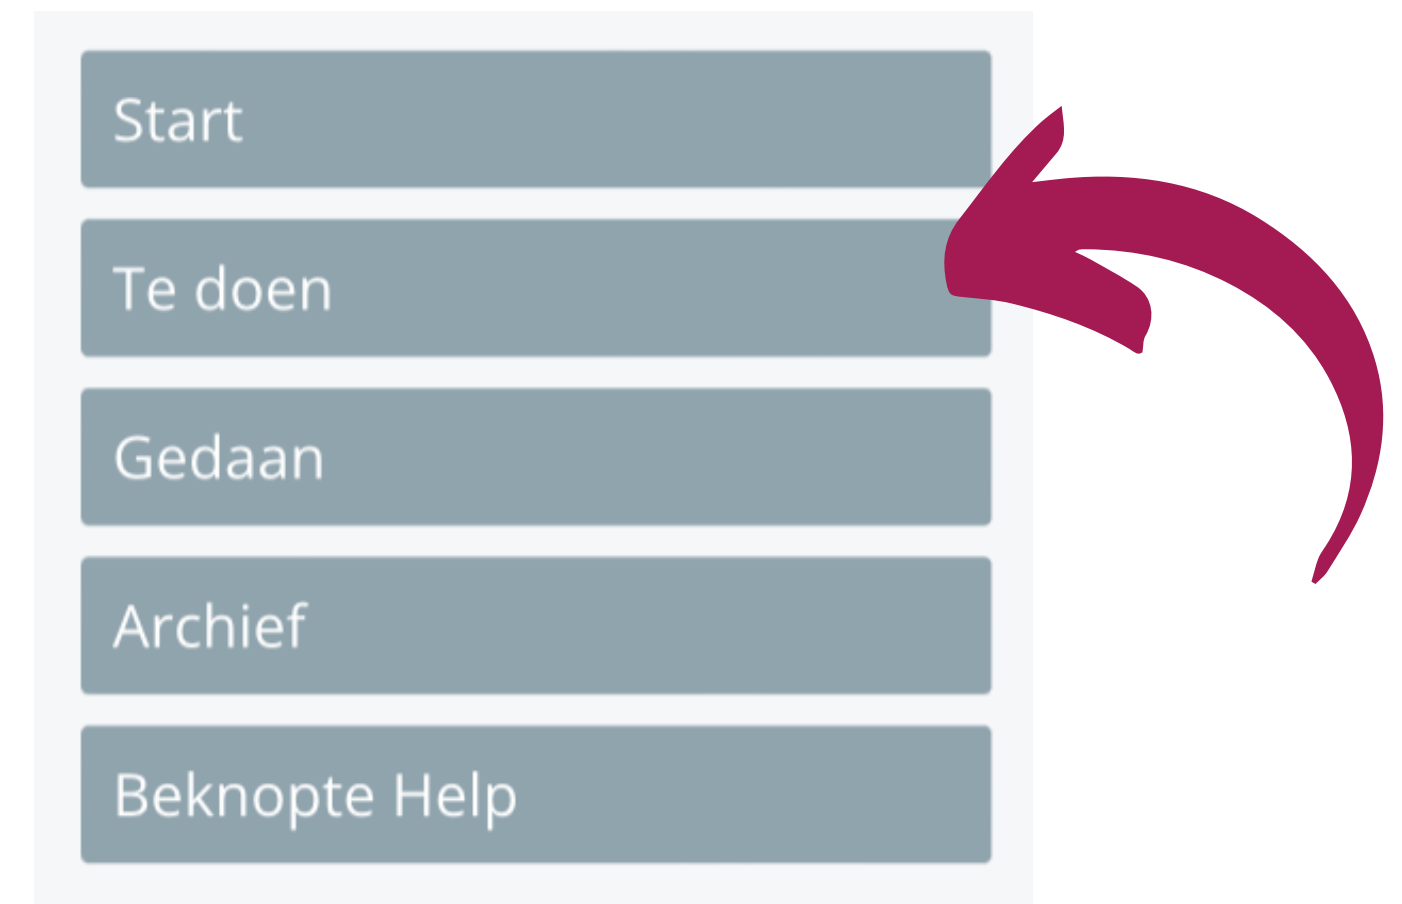 Start
Te doen
Gedaan
Archief
Beknopte Help